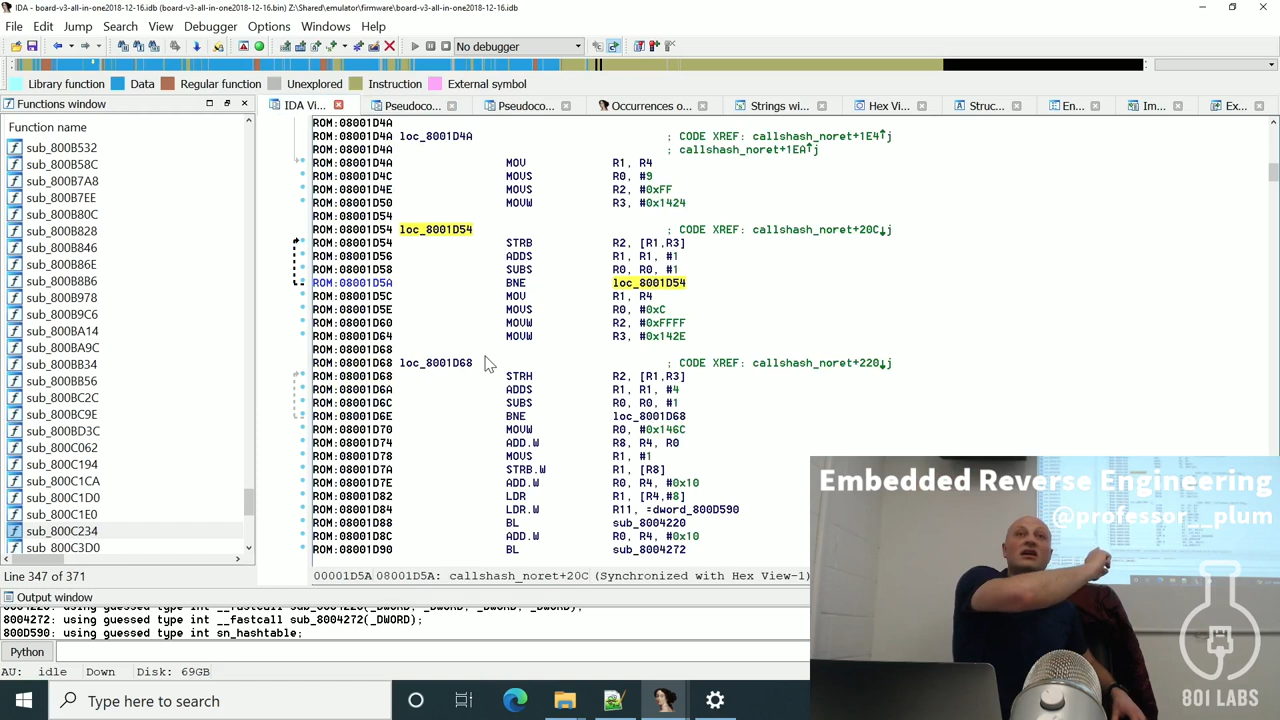 IDA - board-v3-all-in-one2018-12-16.idb (board-v3-all-in-one2018-12-16.bin) Z:\Shared\emulator\firmware\board-v3-all-in-one2018-12-16.idb
File Edit Jump Search View Debugger Options Windows Help
No debugger
Library function Data Regular function Unexplored Instruction External symbol
Functions window
IDA Vi... Pseudoco... Pseudoco... Occurrences o... Strings wi... Hex Vi... Struc... En... Im... Ex...
Function name
sub_800B532
sub_800B58C
sub_800B7A8
sub_800B7EE
sub_800B80C
sub_800B828
sub_800B846
sub_800B86E
sub_800B8B6
sub_800B978
sub_800B9C6
sub_800BA14
sub_800BA9C
sub_800BB34
sub_800BB56
sub_800BC2C
sub_800BC9E
sub_800BD3C
sub_800C062
sub_800C194
sub_800C1CA
sub_800C1D0
sub_800C1E0
sub_800C234
sub_800C3D0
Line 347 of 371
ROM:08001D4A
ROM:08001D4A loc_8001D4A ; CODE XREF: callshash_noret+1E4↑j
ROM:08001D4A ; callshash_noret+1EA↑j
ROM:08001D4A MOV R1, R4
ROM:08001D4C MOVS R0, #9
ROM:08001D4E MOVS R2, #0xFF
ROM:08001D50 MOVW R3, #0x1424
ROM:08001D54
ROM:08001D54 loc_8001D54 ; CODE XREF: callshash_noret+20C↓j
ROM:08001D54 STRB R2, [R1,R3]
ROM:08001D56 ADDS R1, R1, #1
ROM:08001D58 SUBS R0, R0, #1
ROM:08001D5A BNE loc_8001D54
ROM:08001D5C MOV R1, R4
ROM:08001D5E MOVS R0, #0xC
ROM:08001D60 MOVW R2, #0xFFFF
ROM:08001D64 MOVW R3, #0x142E
ROM:08001D68
ROM:08001D68 loc_8001D68 ; CODE XREF: callshash_noret+220↓j
ROM:08001D68 STRH R2, [R1,R3]
ROM:08001D6A ADDS R1, R1, #4
ROM:08001D6C SUBS R0, R0, #1
ROM:08001D6E BNE loc_8001D68
ROM:08001D70 MOVW R0, #0x146C
ROM:08001D74 ADD.W R8, R4, R0
ROM:08001D78 MOVS R1, #1
ROM:08001D7A STRB.W R1, [R8]
ROM:08001D7E ADD.W R0, R4, #0x10
ROM:08001D82 LDR R1, [R4,#8]
ROM:08001D84 LDR.W R11, =dword_800D590
ROM:08001D88 BL sub_8004220
ROM:08001D8C ADD.W R0, R4, #0x10
ROM:08001D90 BL sub_8004272
00001D5A 08001D5A: callshash_noret+20C (Synchronized with Hex View-1)
Output window
8004220: using guessed type int __fastcall sub_8004220(_DWORD, _DWORD, _DWORD, _DWORD);
8004272: using guessed type int __fastcall sub_8004272(_DWORD);
800D590: using guessed type int sn_hashtable;
Python
AU: idle Down Disk: 69GB
Type here to search
Embedded Reverse Engineering
@professor__plum
801 LABS